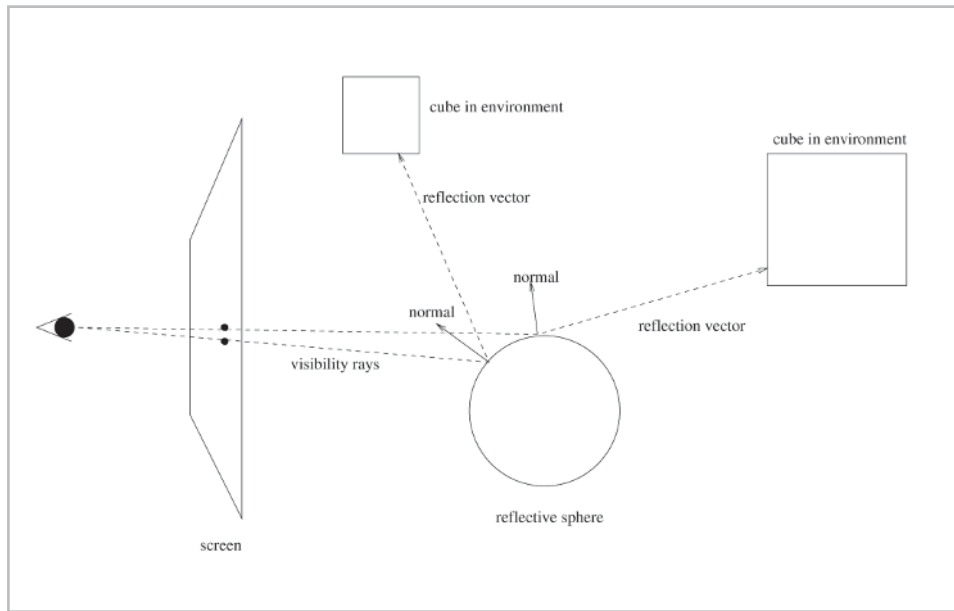 cube in environment
cube in environment
reflection vector
normal
normal
reflection vector
visibility rays
reflective sphere
screen